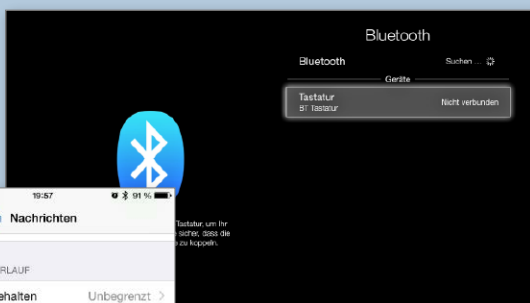 Bluetooth
Bluetooth Suchen ...
Geräte
Tastatur Nicht verbunden
BT Tastatur
Tastatur, um Ihr
sicher, dass die
zu koppeln.
19:57 91 %
Nachrichten
ehalten Unbegrenzt >